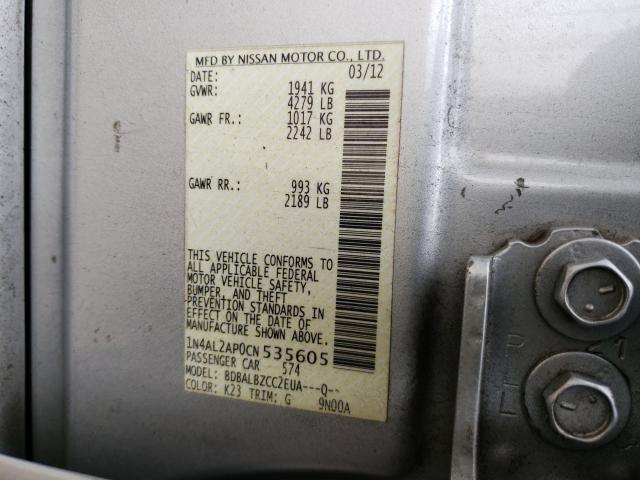 MFD BY NISSAN MOTOR CO., LTD.
DATE: 03/12
GVWR: 1941 KG
4279 LB
GAWR FR.: 1017 KG
2242 LB
GAWR RR.: 993 KG
2189 LB
THIS VEHICLE CONFORMS TO
ALL APPLICABLE FEDERAL
MOTOR VEHICLE SAFETY,
BUMPER, AND THEFT
PREVENTION STANDARDS IN
EFFECT ON THE DATE OF
MANUFACTURE SHOWN ABOVE.
1N4AL2AP0CN535605
PASSENGER CAR 574
MODEL: BDBALBZCC2EUA---Q--
COLOR: K23 TRIM: G 9N00A